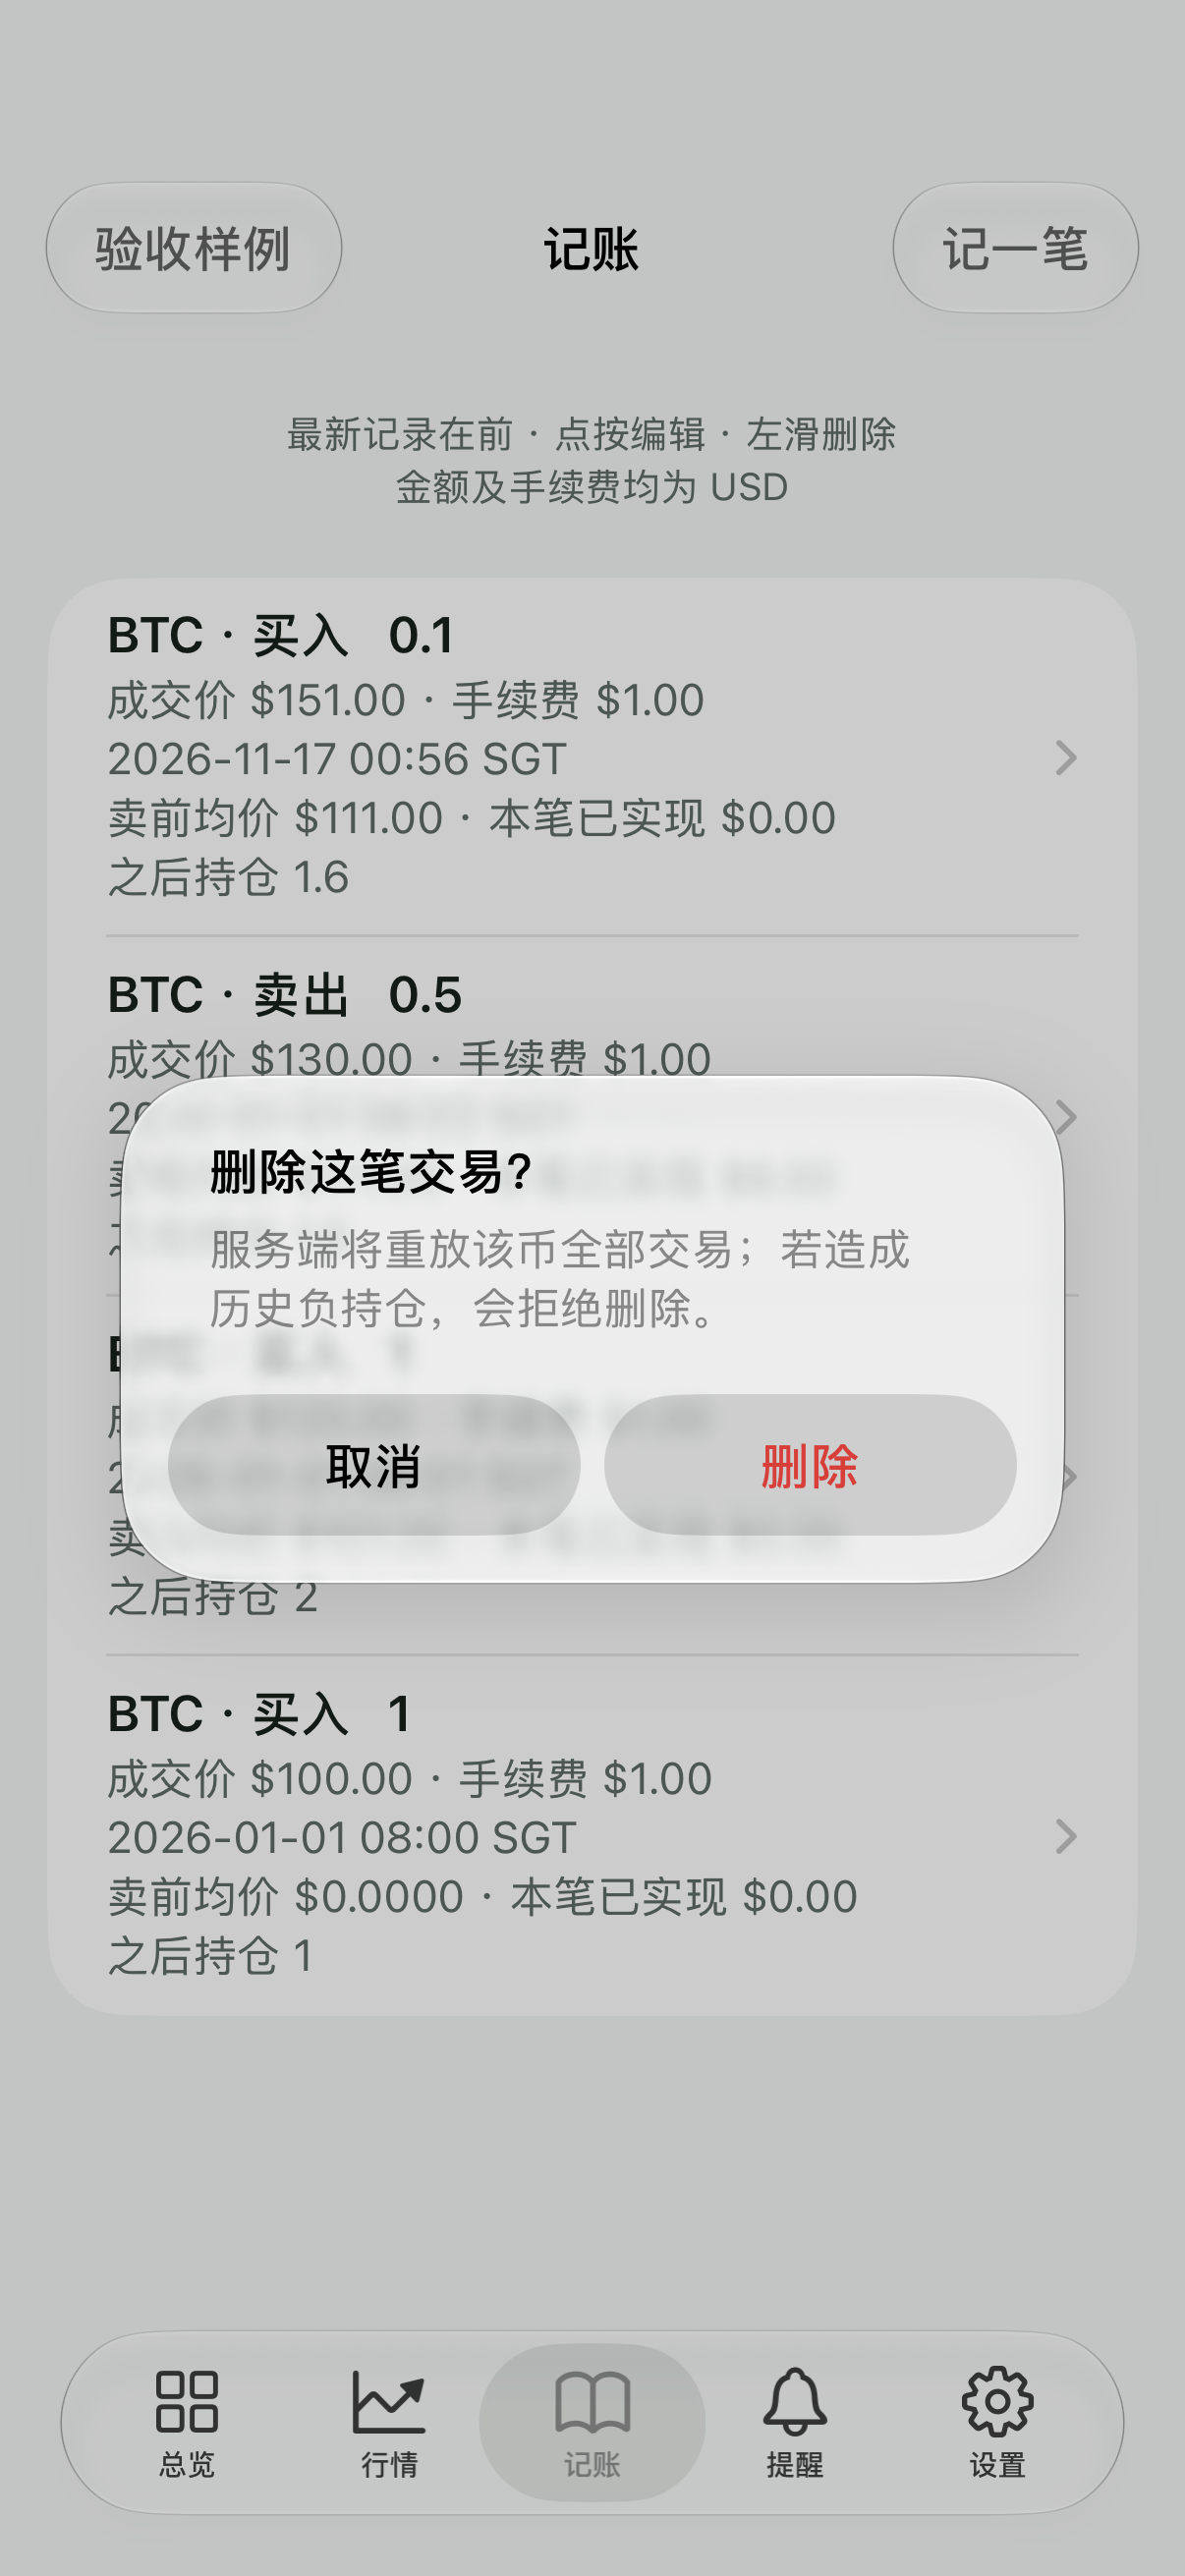 验收样例
记账
记一笔
最新记录在前 · 点按编辑 · 左滑删除
金额及手续费均为 USD
BTC · 买入 0.1
成交价 $151.00 · 手续费 $1.00
2026-11-17 00:56 SGT
卖前均价 $111.00 · 本笔已实现 $0.00
之后持仓 1.6
BTC · 卖出 0.5
成交价 $130.00 · 手续费 $1.00
删除这笔交易?
服务端将重放该币全部交易；若造成
历史负持仓，会拒绝删除。
取消
删除
之后持仓 2
BTC · 买入 1
成交价 $100.00 · 手续费 $1.00
2026-01-01 08:00 SGT
卖前均价 $0.0000 · 本笔已实现 $0.00
之后持仓 1
总览
行情
记账
提醒
设置